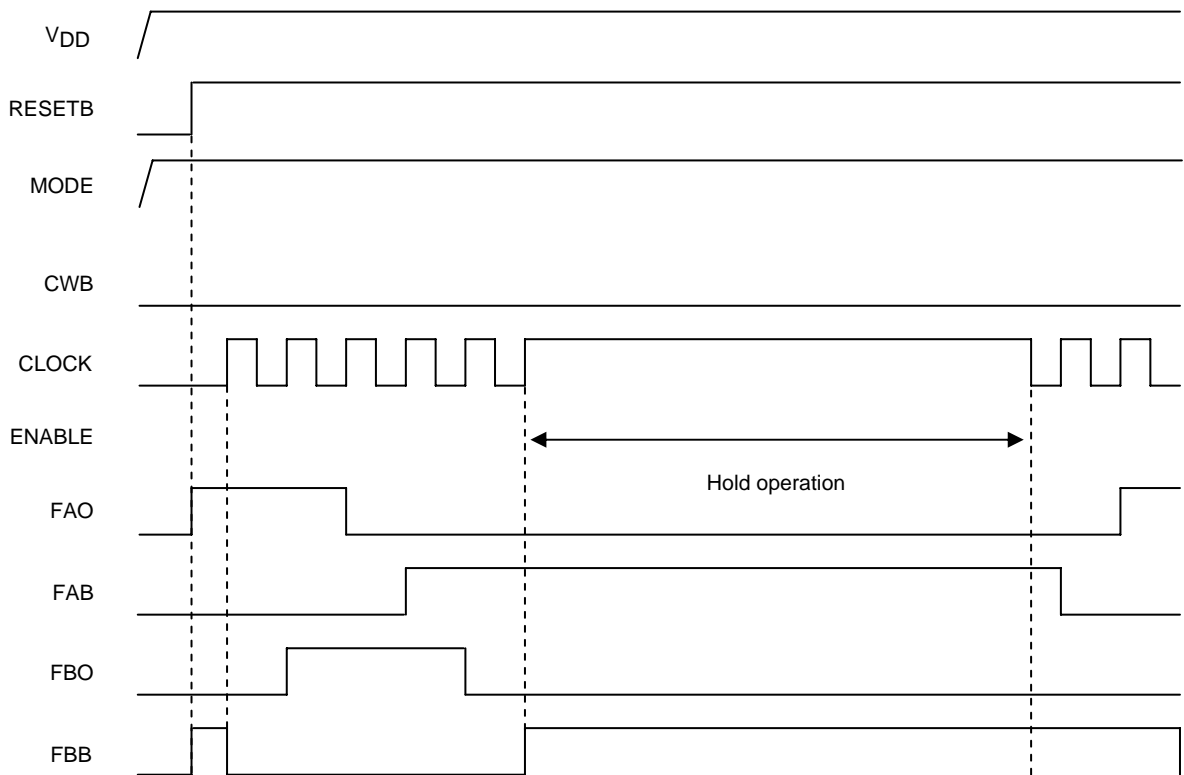 VDD
RESETB
MODE
CWB
CLOCK
ENABLE
Hold operation
FAO
FAB
FBO
FBB